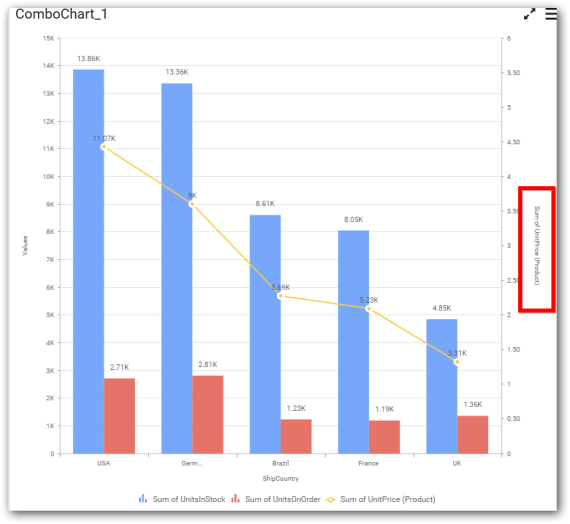 ComboChart_1
15K
14K
13K
12K
11K
10K
9K
8K
7K
6K
5K
4K
3K
2K
1K
0
Values
13.86K
13.36K
11.07K
9K
8.61K
8.05K
5.69K
5.23K
4.85K
3.31K
2.71K
2.81K
1.23K
1.19K
1.36K
6
5.50
5
4.50
4
3.50
3
2.50
2
1.50
1
0.50
0
Sum of UnitPrice (Product)
USA
Germ...
Brazil
France
UK
ShipCountry
Sum of UnitsInStock
Sum of UnitsOnOrder
Sum of UnitPrice (Product)